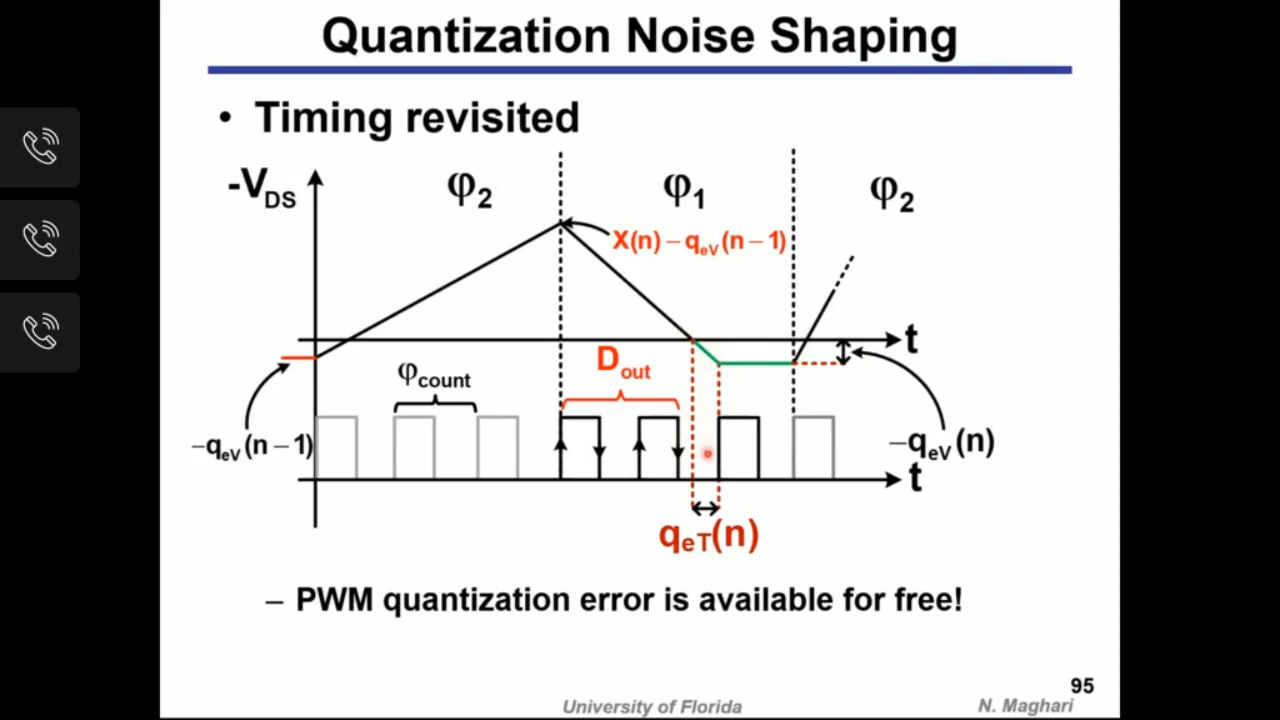 Quantization Noise Shaping
• Timing revisited
-V_DS
φ₂
φ₁
φ₂
X(n) – q_eV(n – 1)
t
D_out
φ_count
–q_eV(n – 1)
–q_eV(n)
t
q_eT(n)
– PWM quantization error is available for free!
95
University of Florida
N. Maghari